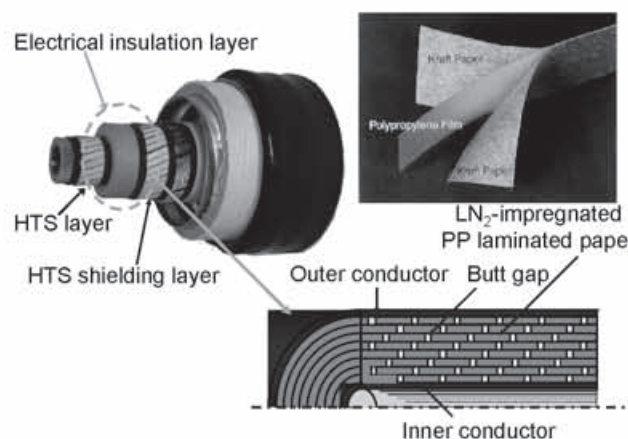 Electrical insulation layer
Kraft Paper
Polypropylene Film
Kraft Paper
HTS layer
HTS shielding layer
LN₂-impregnated
PP laminated pape
Outer conductor
Butt gap
Inner conductor